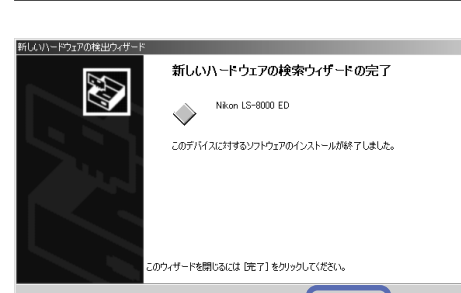 新しいハードウェアの検出ウィザード
新しいハードウェアの検索ウィザードの完了
Nikon LS-8000 ED
このデバイスに対するソフトウェアのインストールが終了しました。
このウィザードを閉じるには [完了] をクリックしてください。